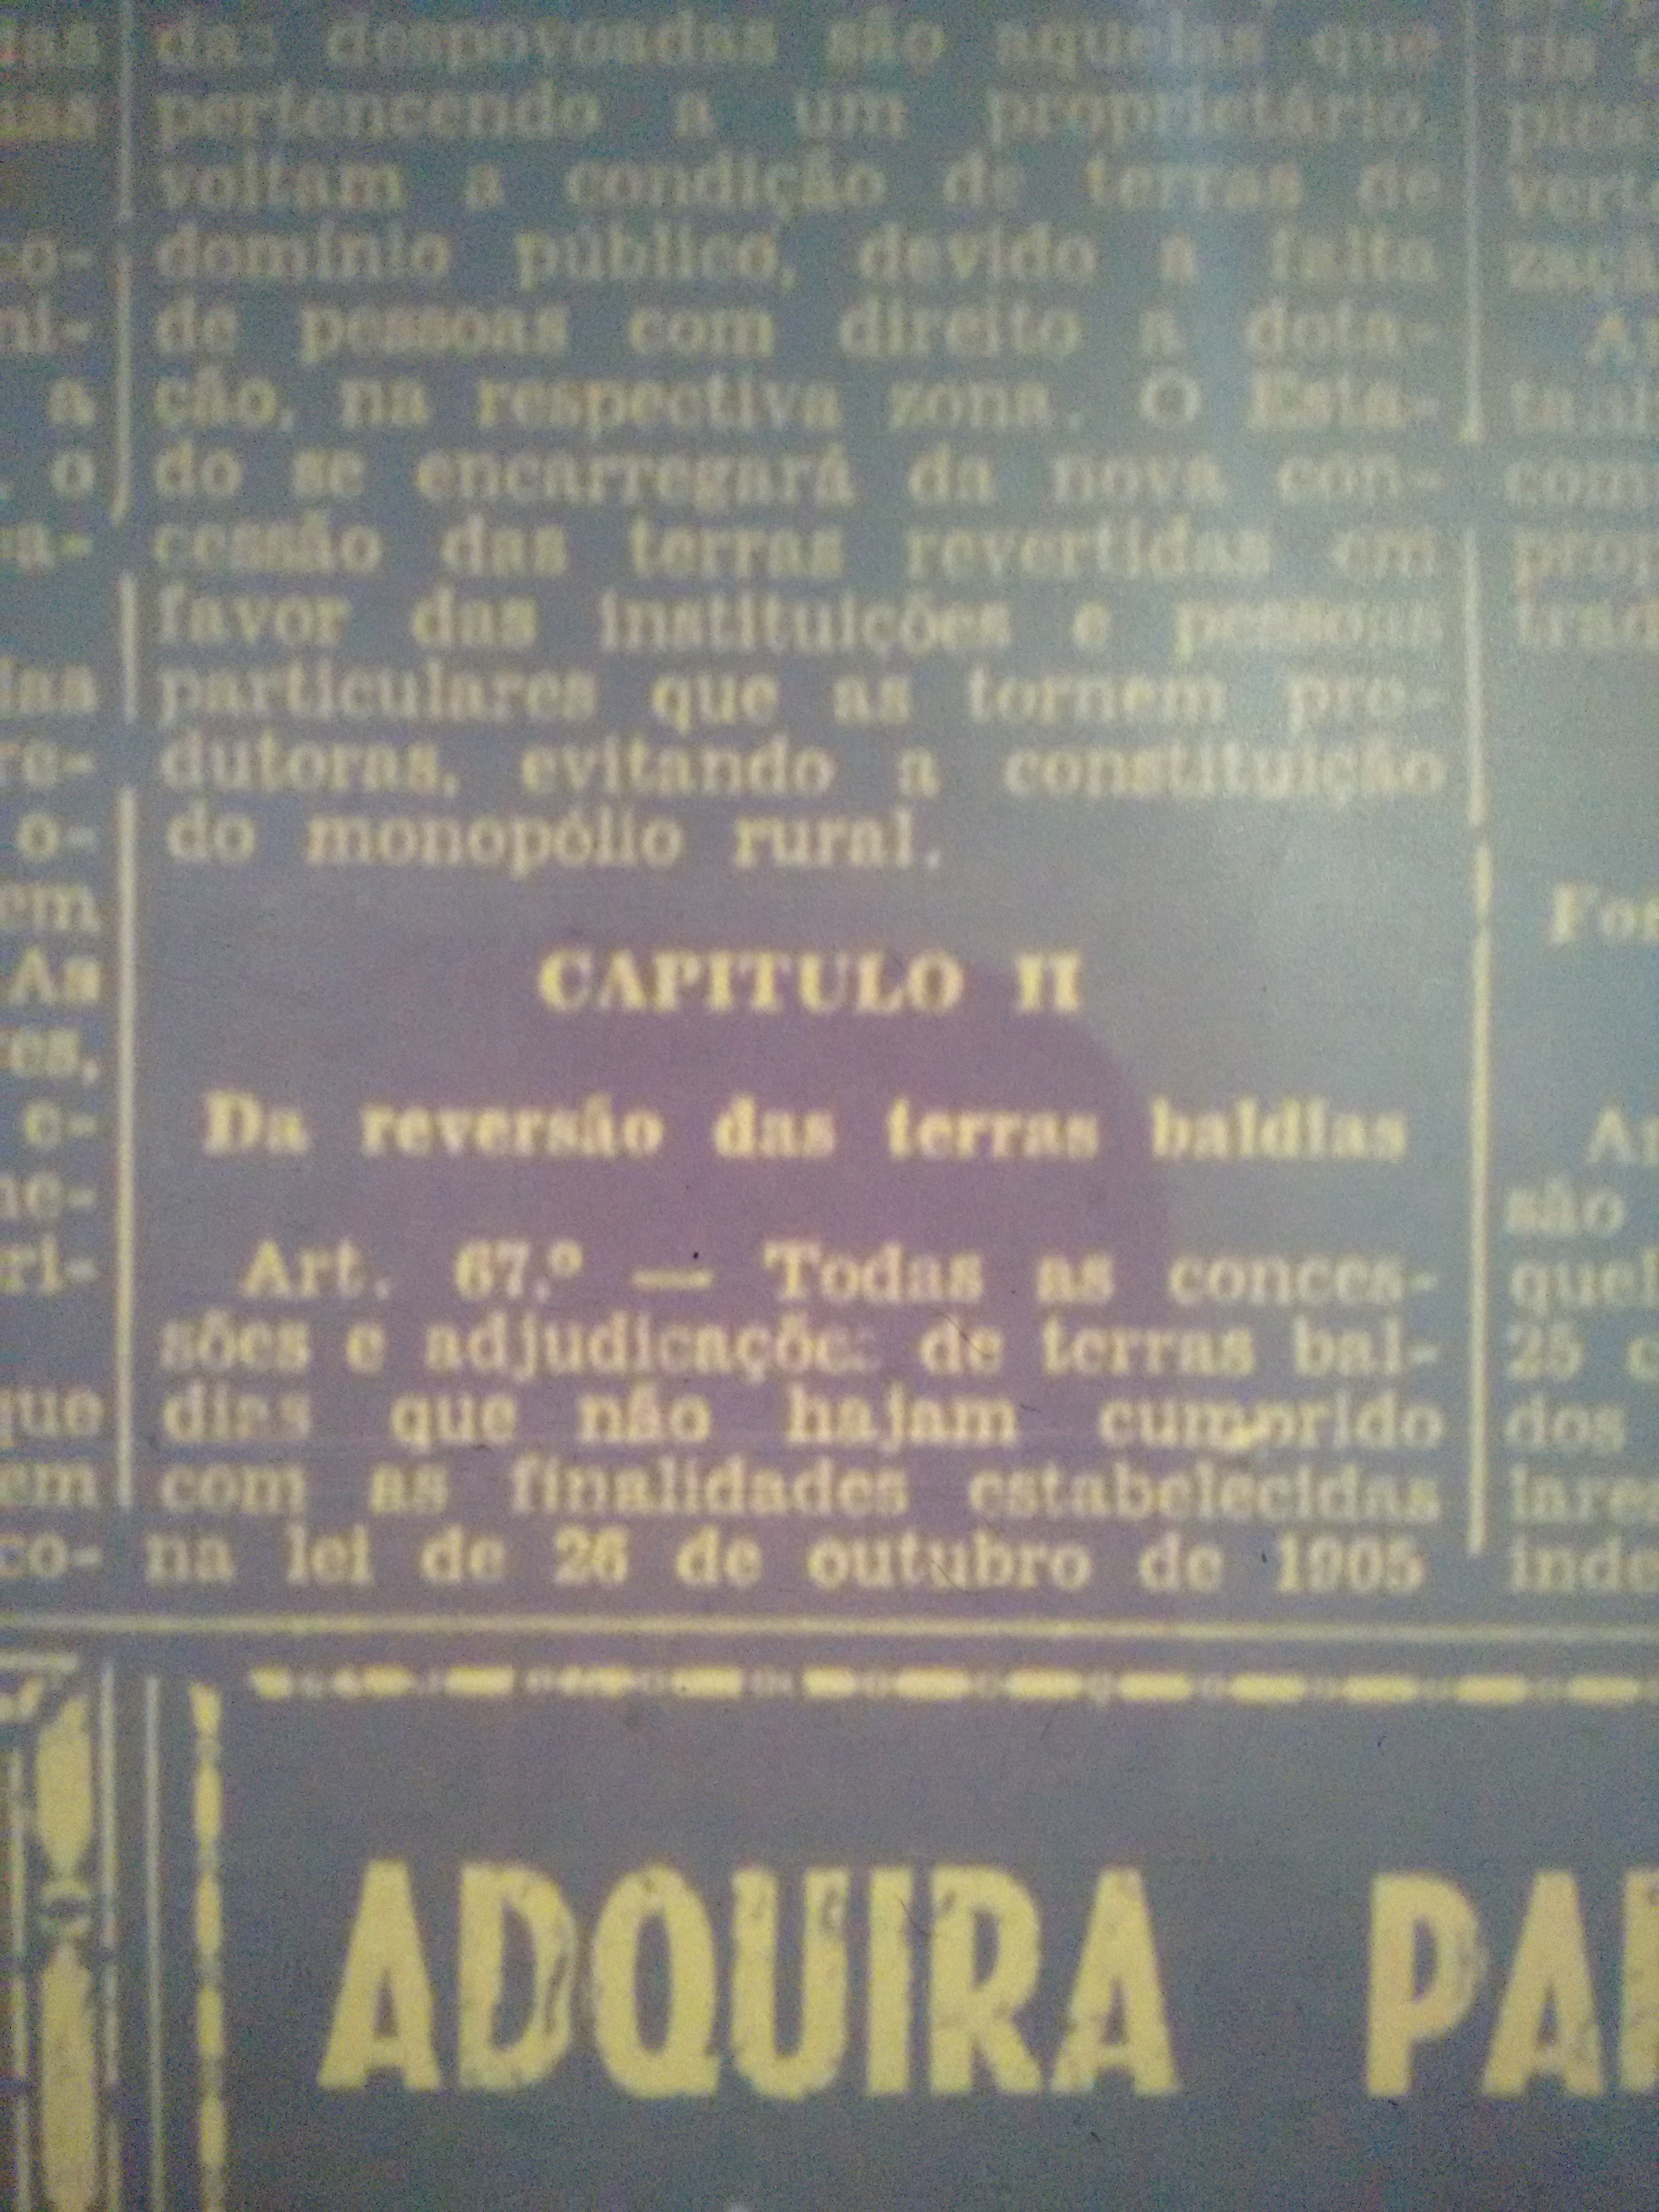 das despovoadas são aquelas que
pertencendo a um proprietário,
voltam a condição de terras de
domínio público, devido a falta
de pessoas com direito a dota-
ção, na respectiva zona. O Esta-
do se encarregará da nova con-
cessão das terras revertidas em
favor das instituições e pessoas
particulares que as tornem pro-
dutoras, evitando a constituição
do monopólio rural.
CAPITULO II
Da reversão das terras baldias
Art. 67.º — Todas as conces-
sões e adjudicações de terras bal-
dias que não hajam cumprido
com as finalidades estabelecidas
na lei de 26 de outubro de 1905
ADQUIRA